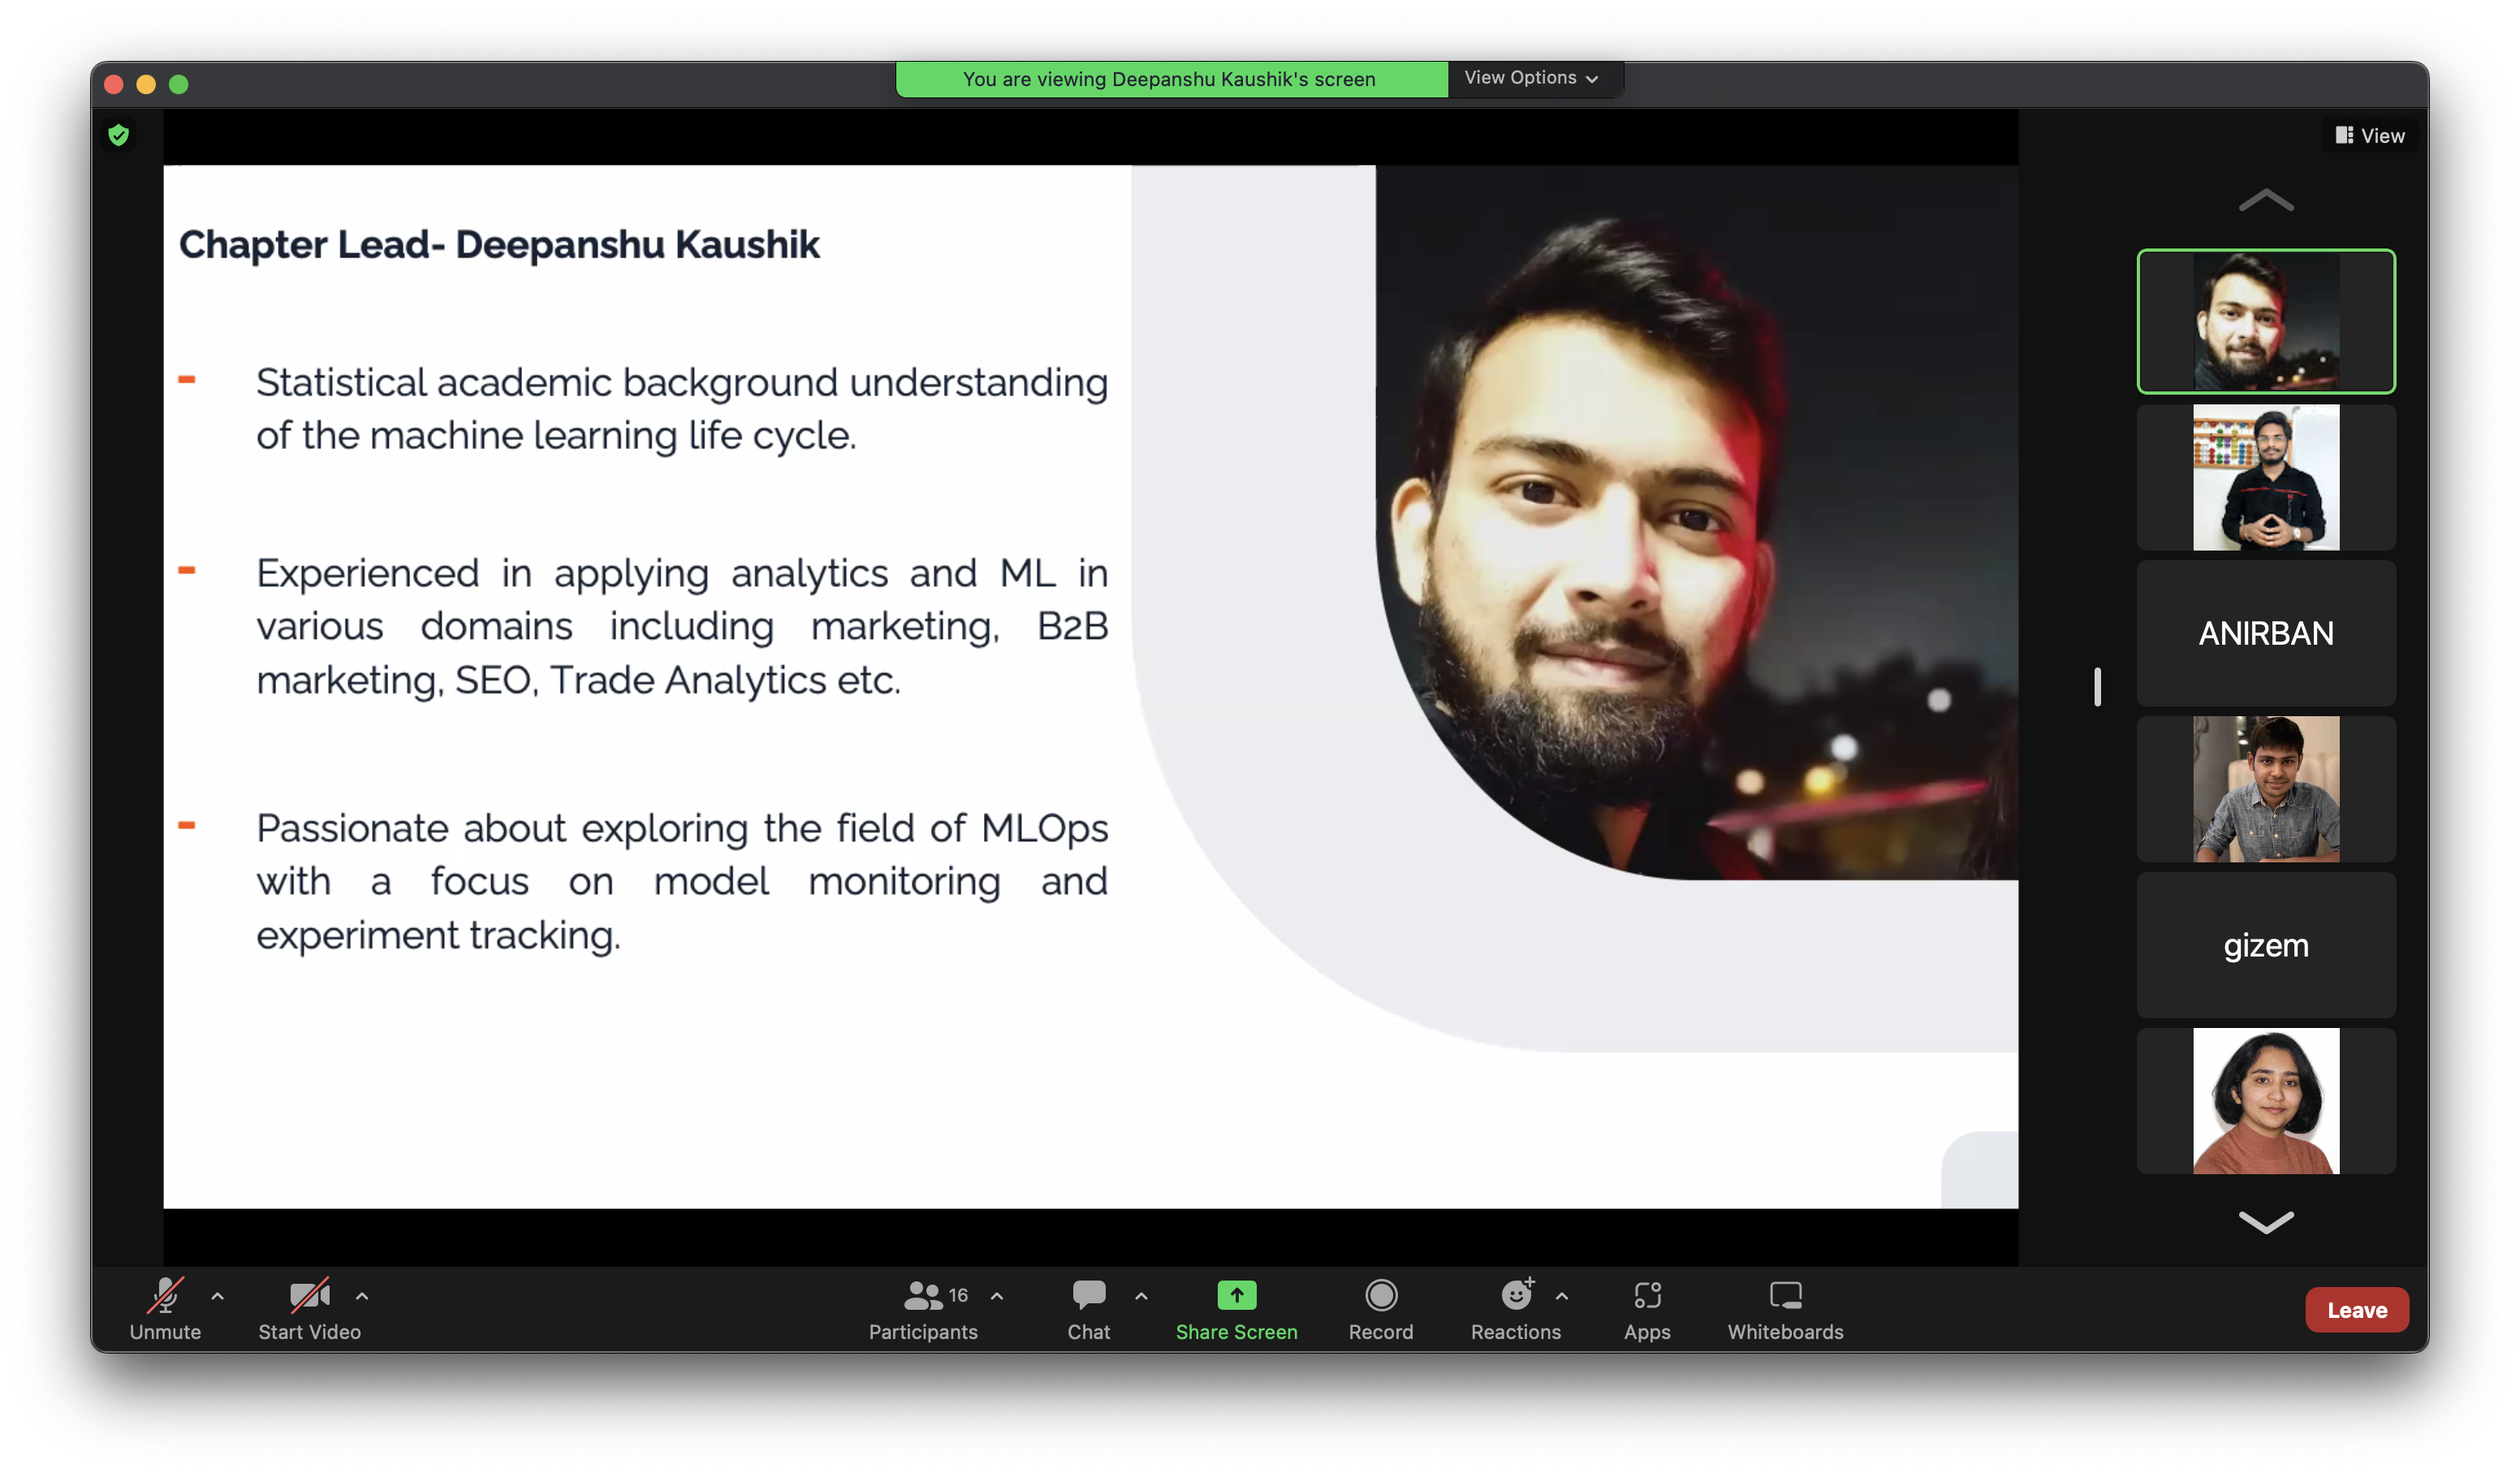 You are viewing Deepanshu Kaushik's screen
View Options
View
Chapter Lead- Deepanshu Kaushik
- Statistical academic background understanding
of the machine learning life cycle.
- Experienced in applying analytics and ML in
various domains including marketing, B2B
marketing, SEO, Trade Analytics etc.
- Passionate about exploring the field of MLOps
with a focus on model monitoring and
experiment tracking.
ANIRBAN
gizem
Unmute
Start Video
16
Participants
Chat
Share Screen
Record
Reactions
Apps
Whiteboards
Leave